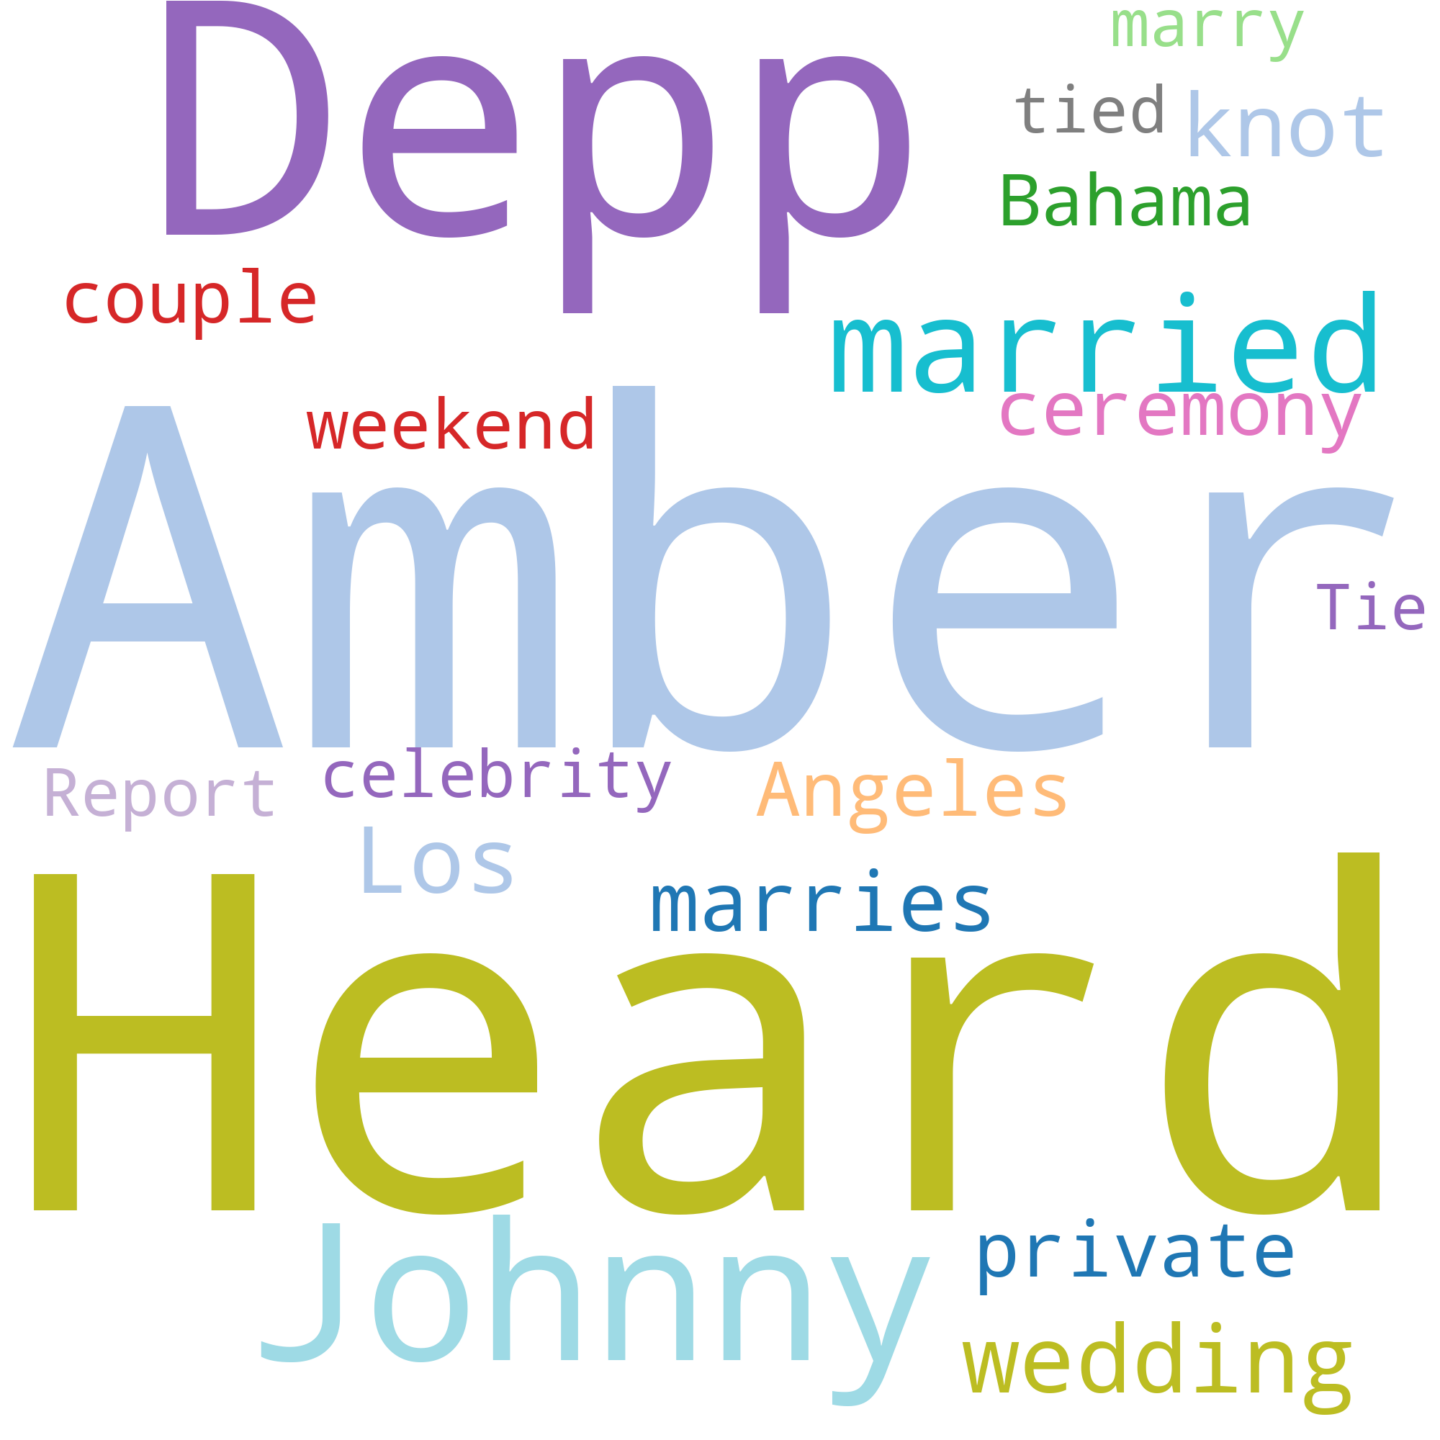 Depp
marry
tied knot
Bahama
couple
married
weekend
ceremony
Amber
Tie
Report
celebrity
Angeles
Los
marries
Heard
Johnny
private
wedding